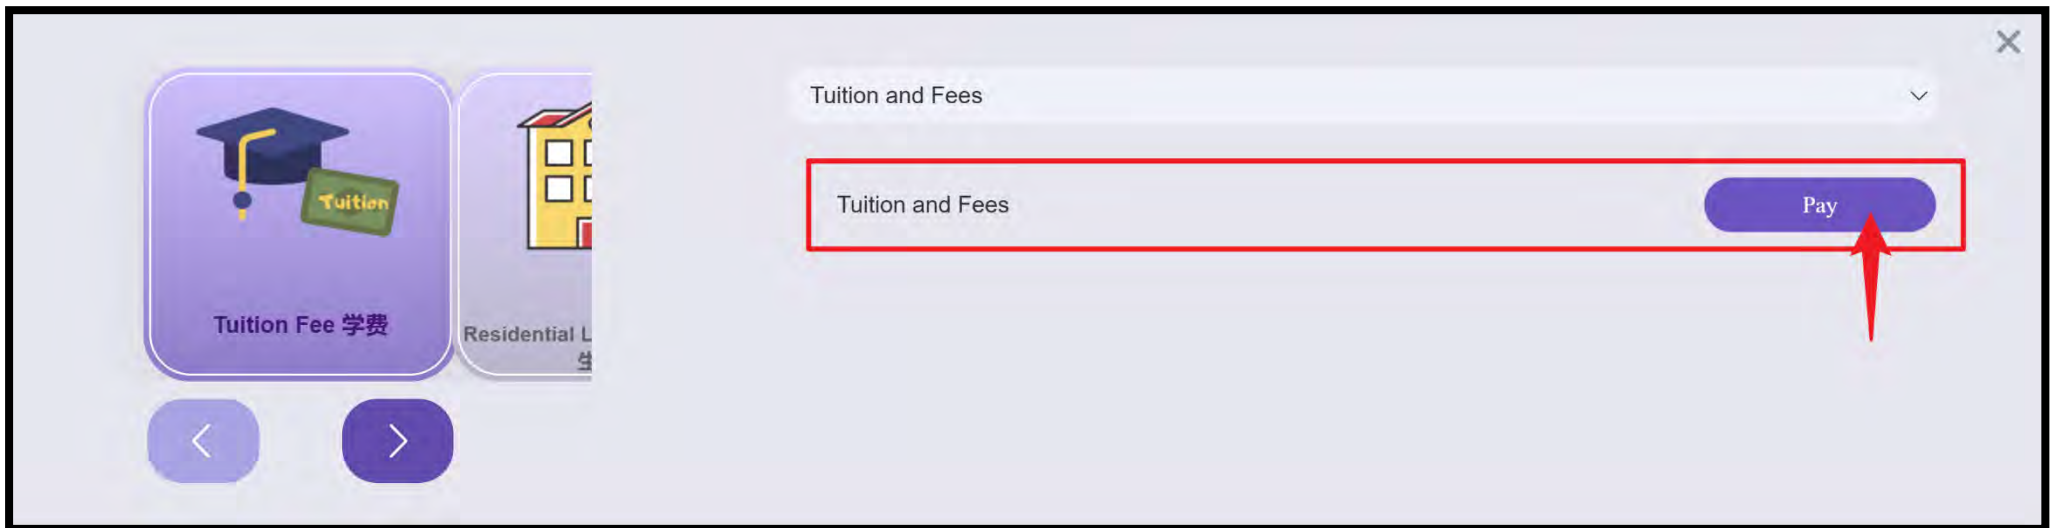 Tuition
Tuition Fee 学费
Residential L
Tuition and Fees
Tuition and Fees
Pay